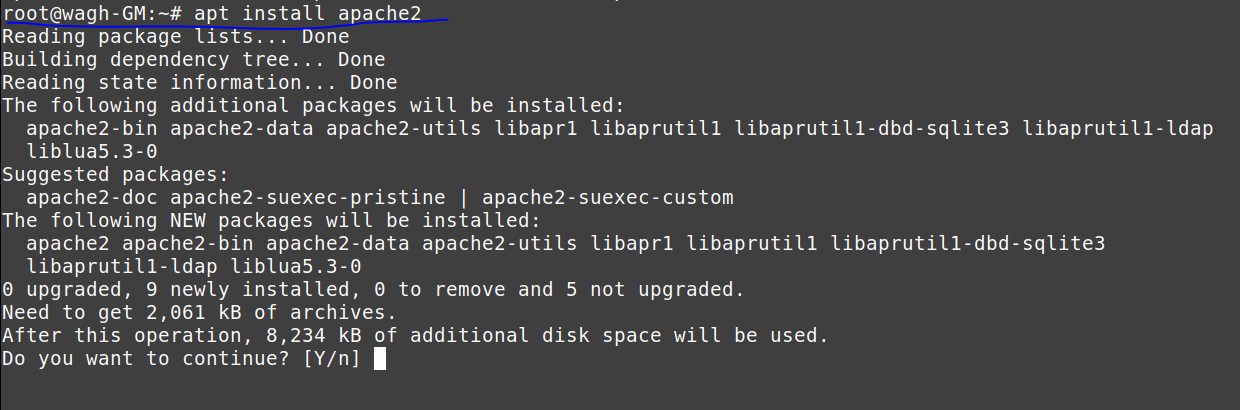 root@wagh-GM:~# apt install apache2
Reading package lists... Done
Building dependency tree... Done
Reading state information... Done
The following additional packages will be installed:
  apache2-bin apache2-data apache2-utils libapr1 libaprutil1 libaprutil1-dbd-sqlite3 libaprutil1-ldap
  liblua5.3-0
Suggested packages:
  apache2-doc apache2-suexec-pristine | apache2-suexec-custom
The following NEW packages will be installed:
  apache2 apache2-bin apache2-data apache2-utils libapr1 libaprutil1 libaprutil1-dbd-sqlite3
  libaprutil1-ldap liblua5.3-0
0 upgraded, 9 newly installed, 0 to remove and 5 not upgraded.
Need to get 2,061 kB of archives.
After this operation, 8,234 kB of additional disk space will be used.
Do you want to continue? [Y/n]